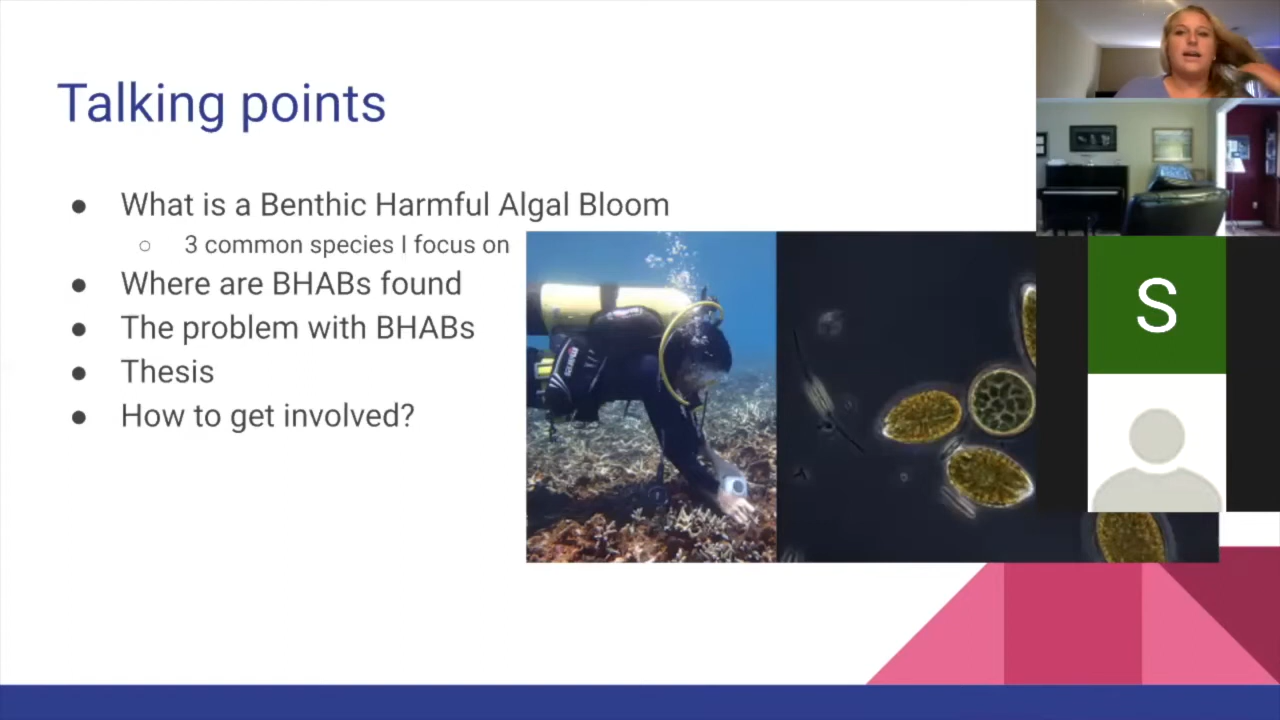 Talking points
● What is a Benthic Harmful Algal Bloom
○ 3 common species I focus on
● Where are BHABs found
● The problem with BHABs
● Thesis
● How to get involved?
S